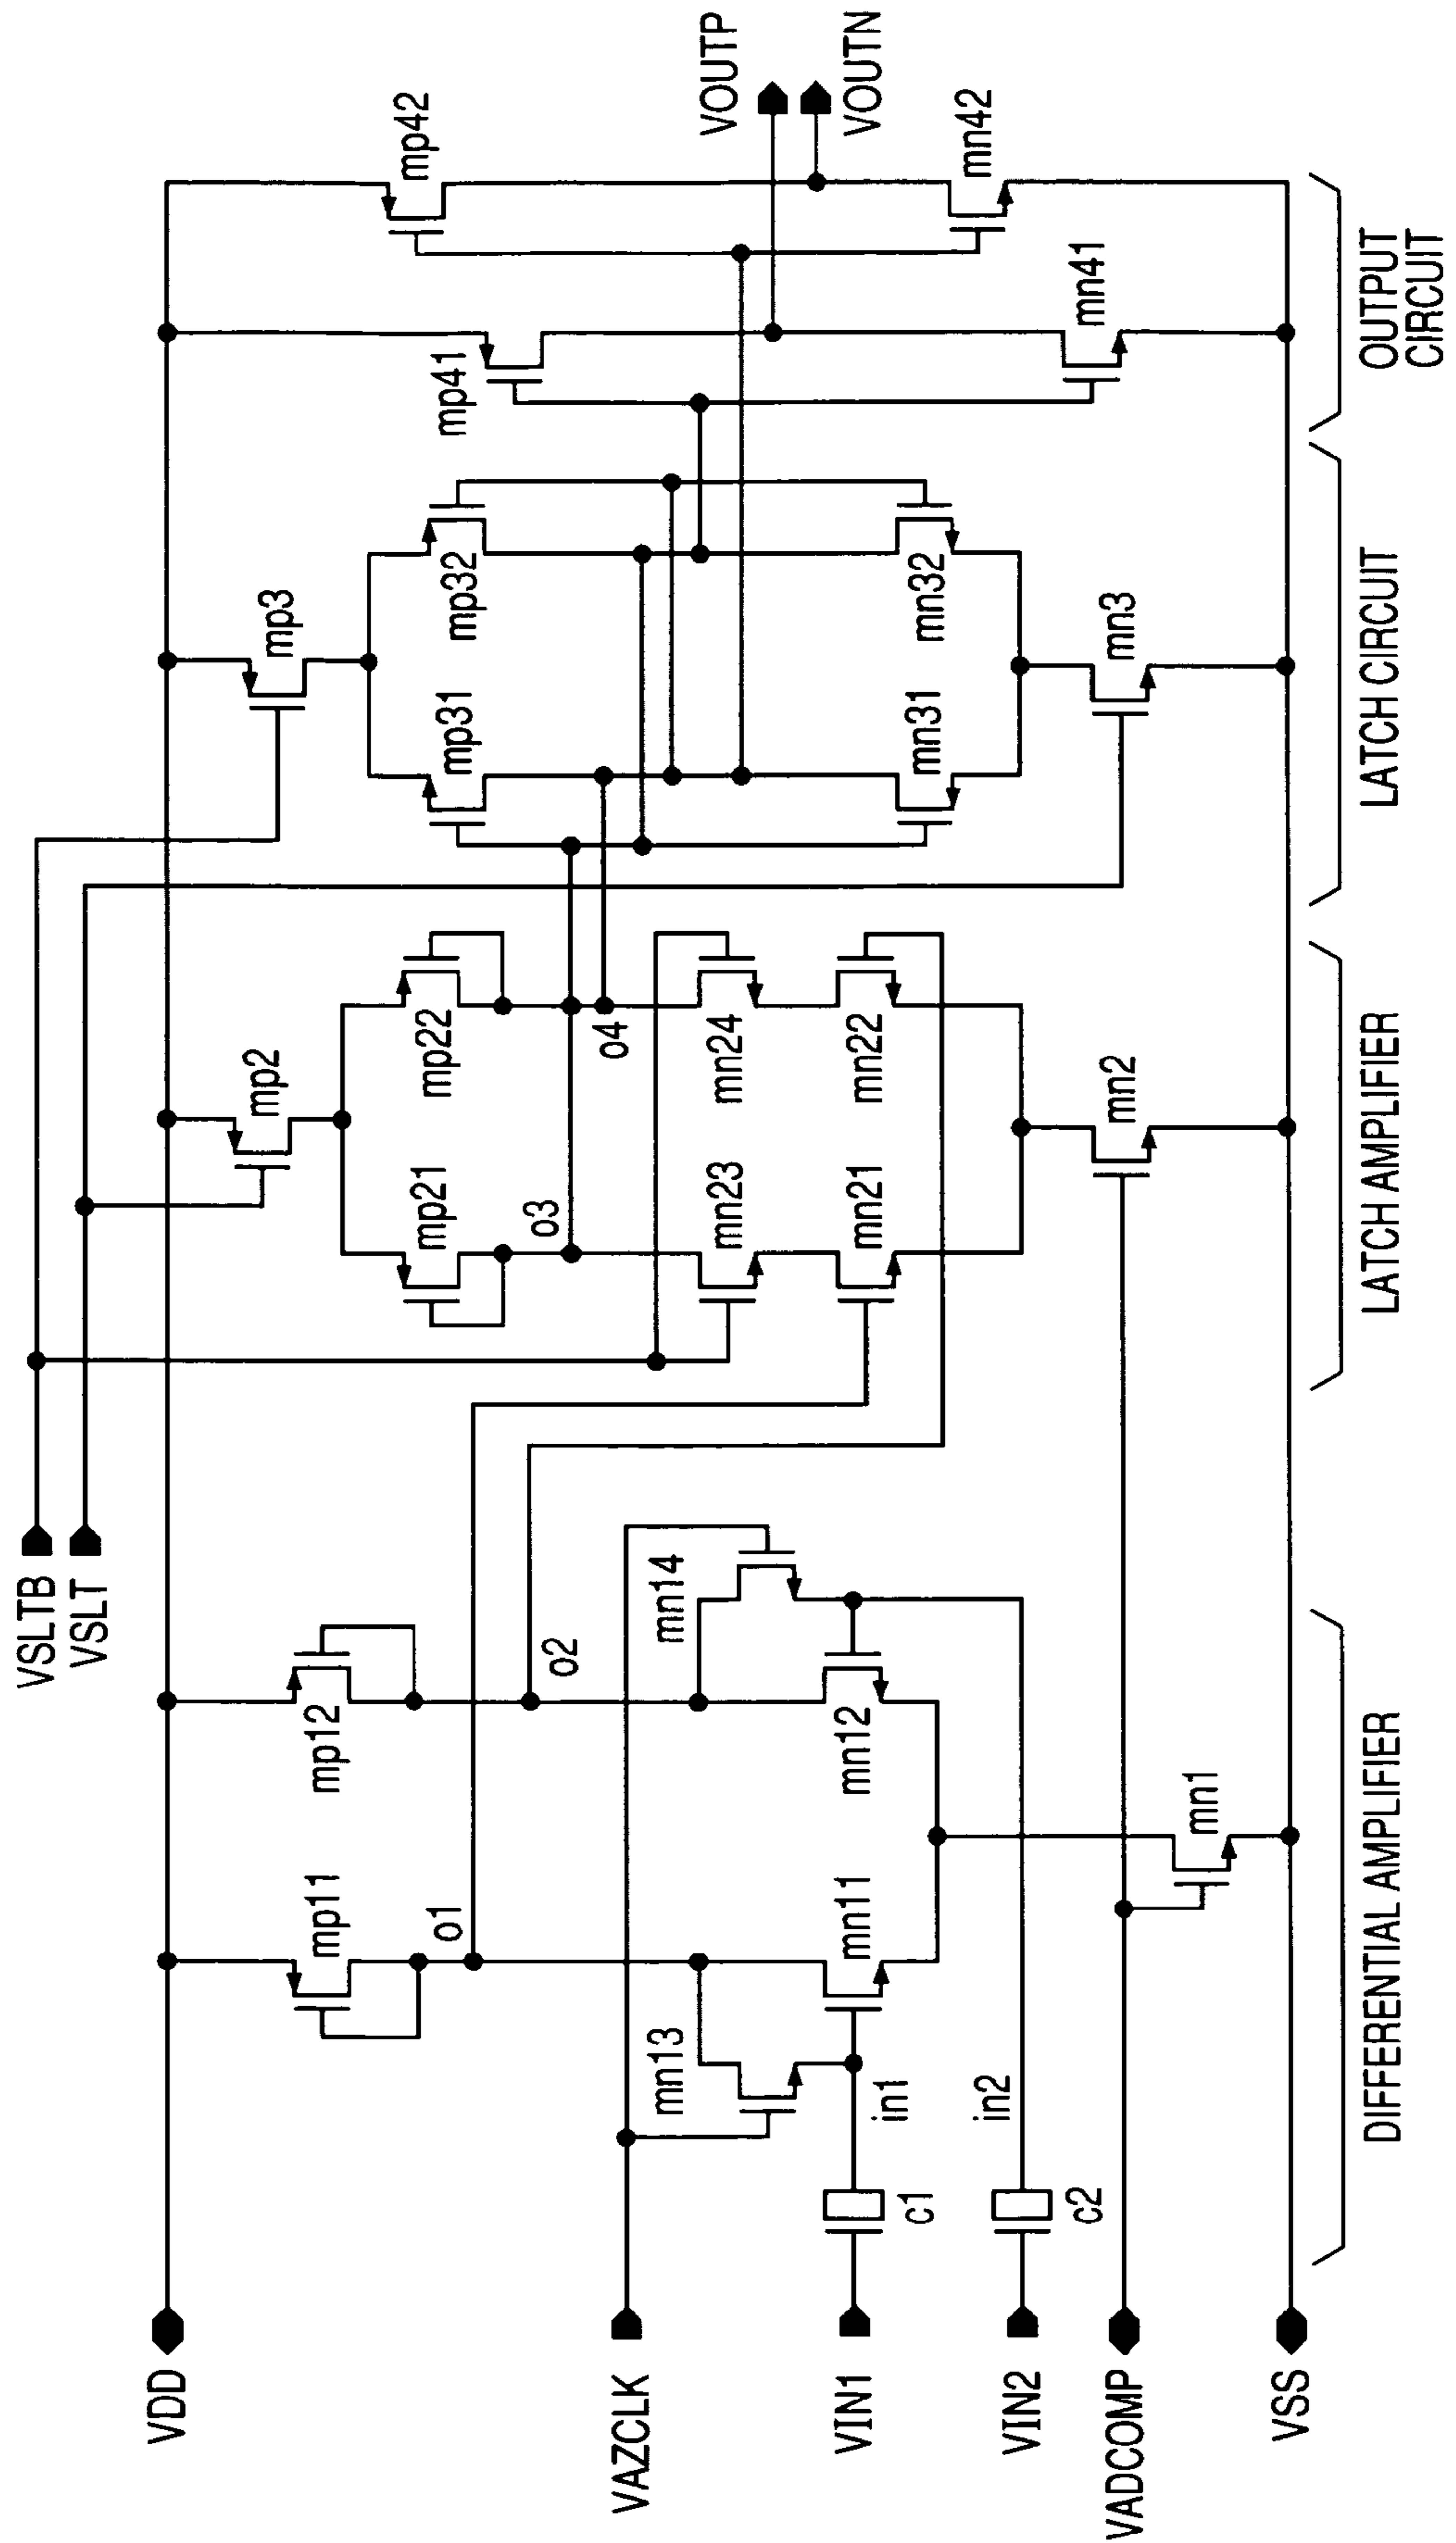 VSLTB
VSLT
VDD
VAZCLK
VIN1
VIN2
VADCOMP
VSS
mp11
mp12
o1
o2
mn13
mn14
mn11
mn12
in1
in2
c1
c2
mn1
DIFFERENTIAL AMPLIFIER
mp2
mp21
mp22
o3
o4
mn23
mn24
mn21
mn22
mn2
LATCH AMPLIFIER
mp3
mp31
mp32
mn31
mn32
mn3
LATCH CIRCUIT
mp41
mp42
VOUTP
VOUTN
mn41
mn42
OUTPUT
CIRCUIT